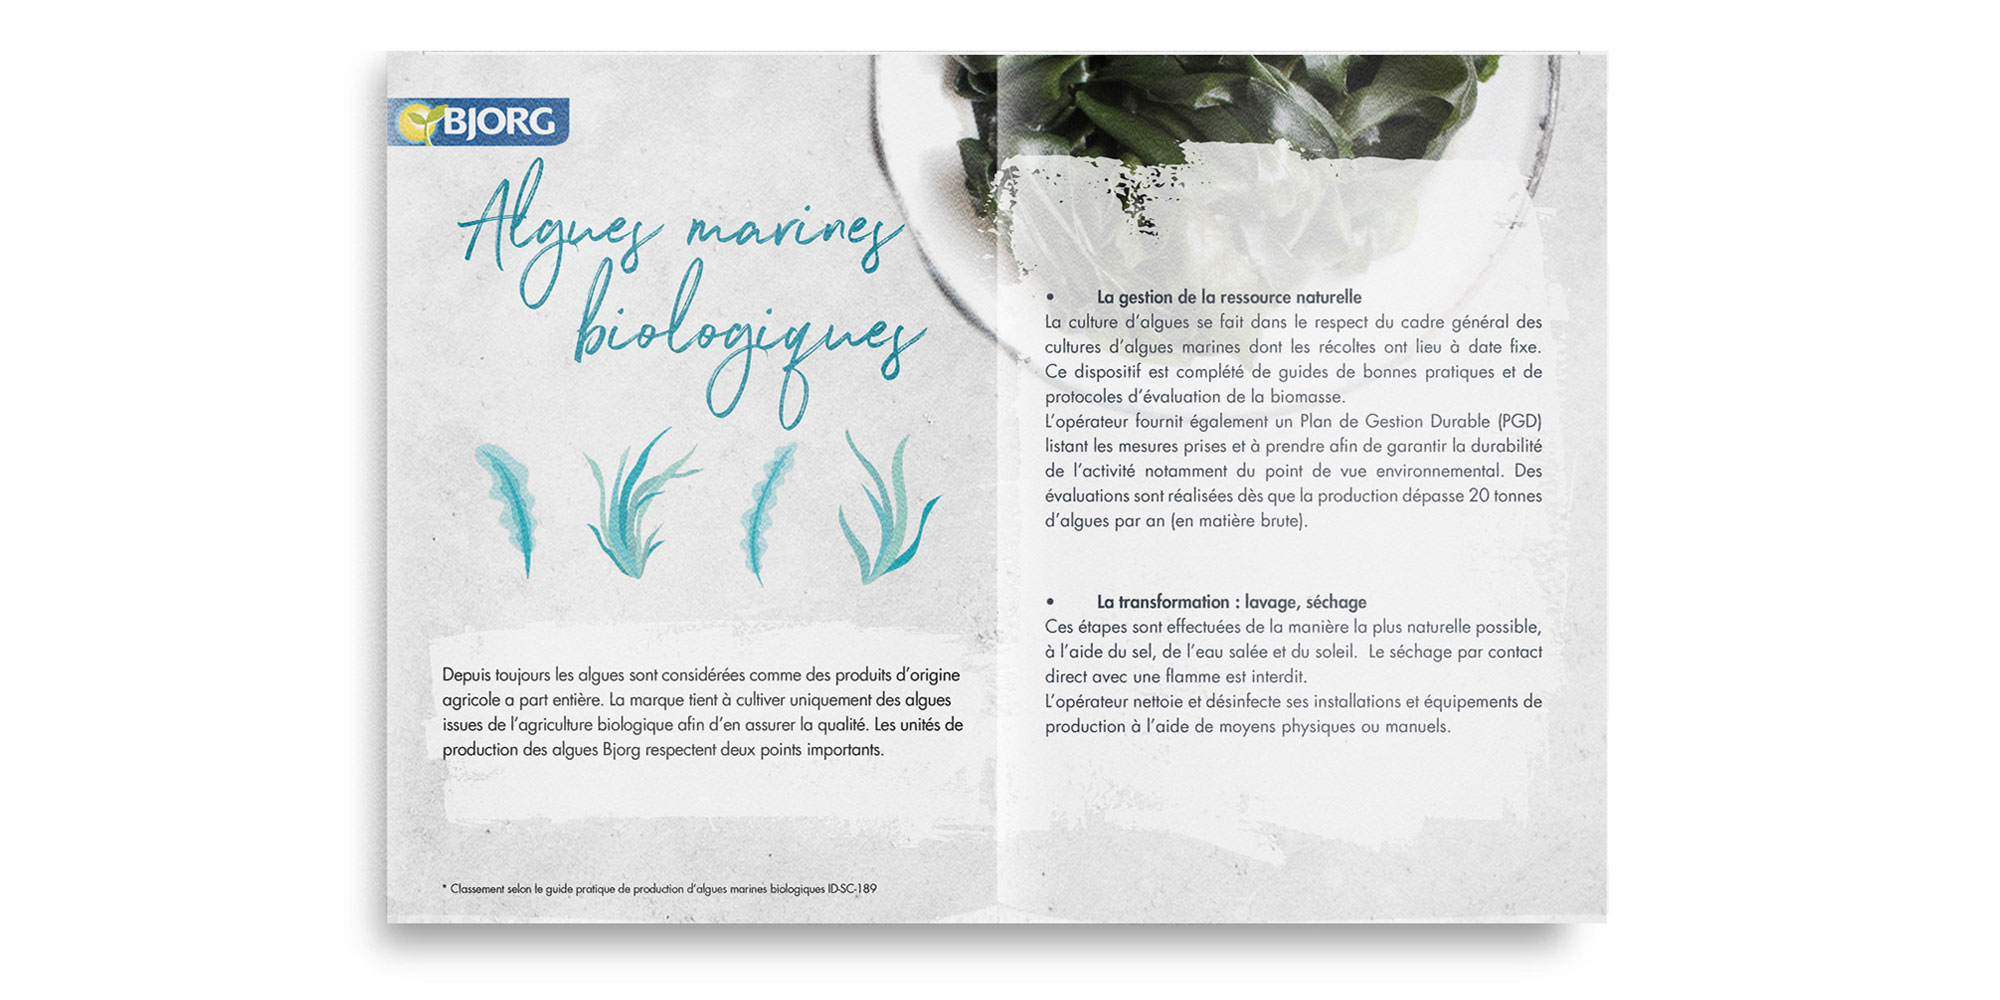 BJORG
Algues marines
biologiques
Depuis toujours les algues sont considérées comme des produits d'origine
agricole a part entière. La marque tient à cultiver uniquement des algues
issues de l'agriculture biologique afin d'en assurer la qualité. Les unités de
production des algues Bjorg respectent deux points importants.
* Classement selon le guide pratique de production d'algues marines biologiques ID-SC-189
• La gestion de la ressource naturelle
La culture d'algues se fait dans le respect du cadre général des
cultures d'algues marines dont les récoltes ont lieu à date fixe.
Ce dispositif est complété de guides de bonnes pratiques et de
protocoles d'évaluation de la biomasse.
L'opérateur fournit également un Plan de Gestion Durable (PGD)
listant les mesures prises et à prendre afin de garantir la durabilité
de l'activité notamment du point de vue environnemental. Des
évaluations sont réalisées dès que la production dépasse 20 tonnes
d'algues par an (en matière brute).
• La transformation : lavage, séchage
Ces étapes sont effectuées de la manière la plus naturelle possible,
à l'aide du sel, de l'eau salée et du soleil. Le séchage par contact
direct avec une flamme est interdit.
L'opérateur nettoie et désinfecte ses installations et équipements de
production à l'aide de moyens physiques ou manuels.